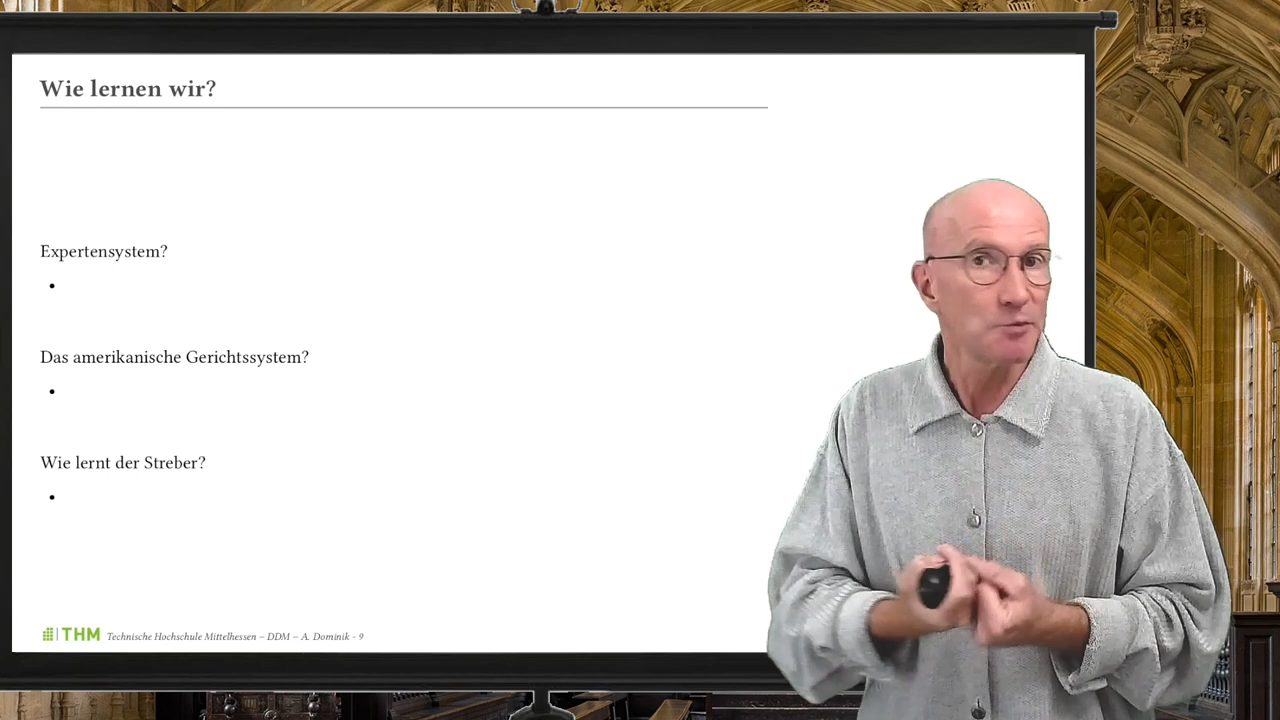 Wie lernen wir?
Expertensystem?
•
Das amerikanische Gerichtssystem?
•
Wie lernt der Streber?
•
THM Technische Hochschule Mittelhessen – DDM – A. Dominik - 9